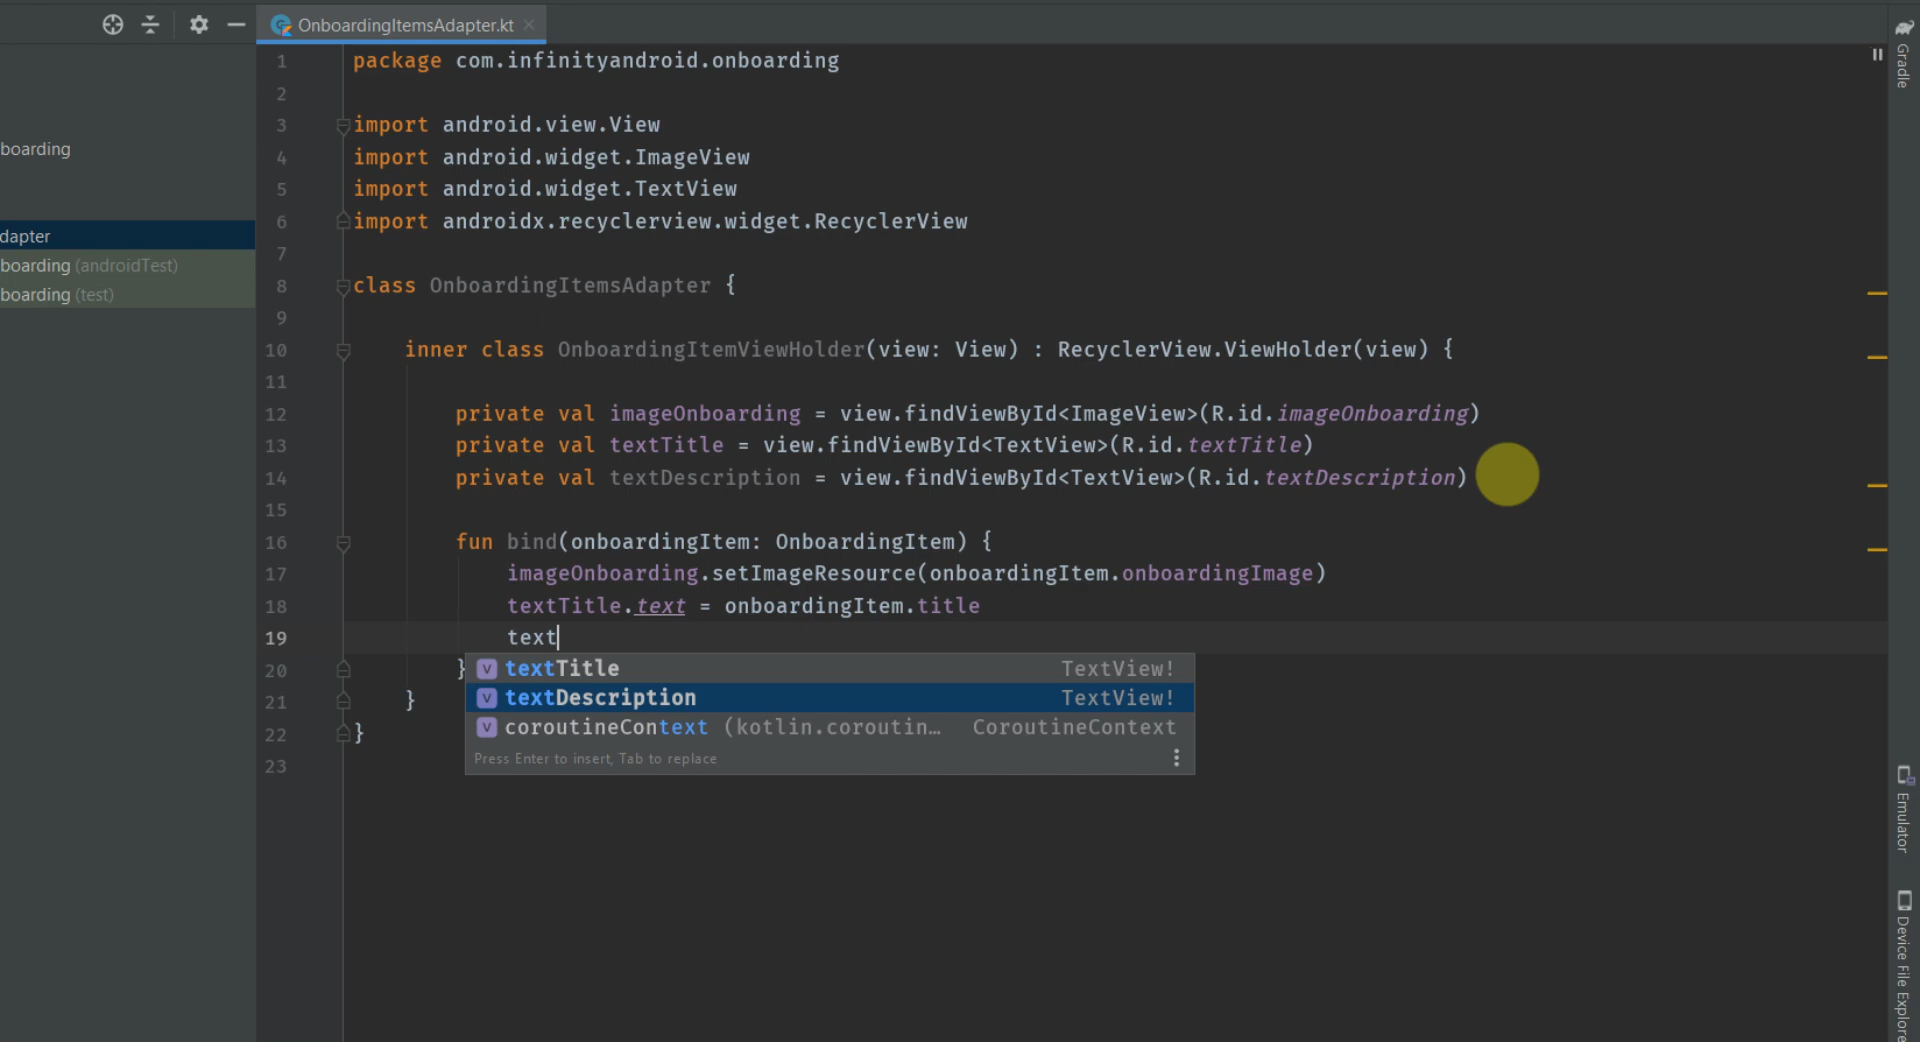 OnboardingItemsAdapter.kt
boarding
dapter
boarding (androidTest)
boarding (test)
1 package com.infinityandroid.onboarding
2
3 import android.view.View
4 import android.widget.ImageView
5 import android.widget.TextView
6 import androidx.recyclerview.widget.RecyclerView
7
8 class OnboardingItemsAdapter {
9
10 inner class OnboardingItemViewHolder(view: View) : RecyclerView.ViewHolder(view) {
11
12 private val imageOnboarding = view.findViewById<ImageView>(R.id.imageOnboarding)
13 private val textTitle = view.findViewById<TextView>(R.id.textTitle)
14 private val textDescription = view.findViewById<TextView>(R.id.textDescription)
15
16 fun bind(onboardingItem: OnboardingItem) {
17 imageOnboarding.setImageResource(onboardingItem.onboardingImage)
18 textTitle.text = onboardingItem.title
19 text
20 }
21 }
22 }
23
v textTitle TextView!
v textDescription TextView!
v coroutineContext (kotlin.coroutin… CoroutineContext
Press Enter to insert, Tab to replace
Gradle
Emulator
Device File Explore